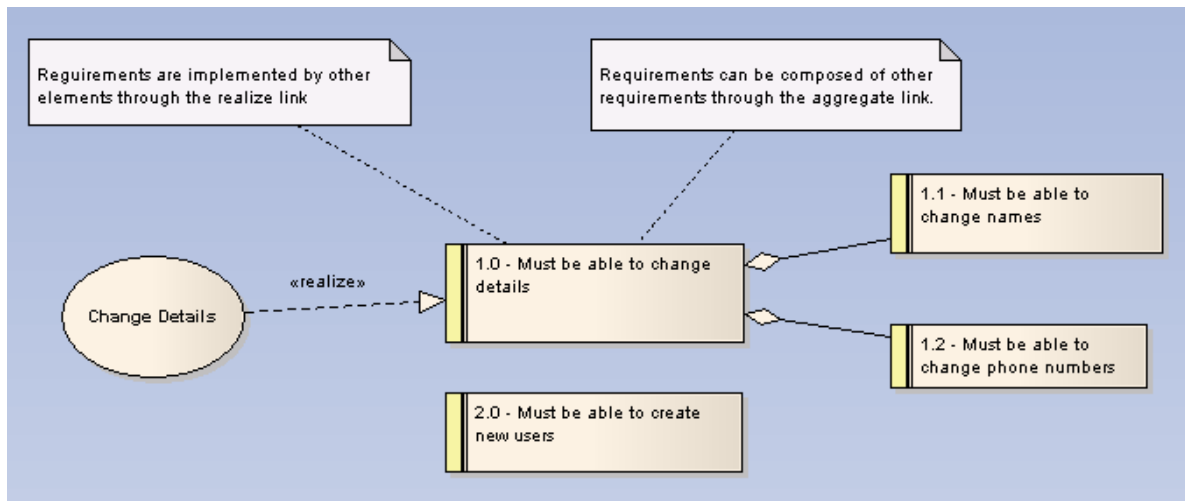 Reguirements are implemented by other
elements through the realize link
Requirements can be composed of other
requirements through the aggregate link.
1.1 - Must be able to
change names
1.0 - Must be able to change
details
«realize»
Change Details
1.2 - Must be able to
change phone numbers
2.0 - Must be able to create
new users